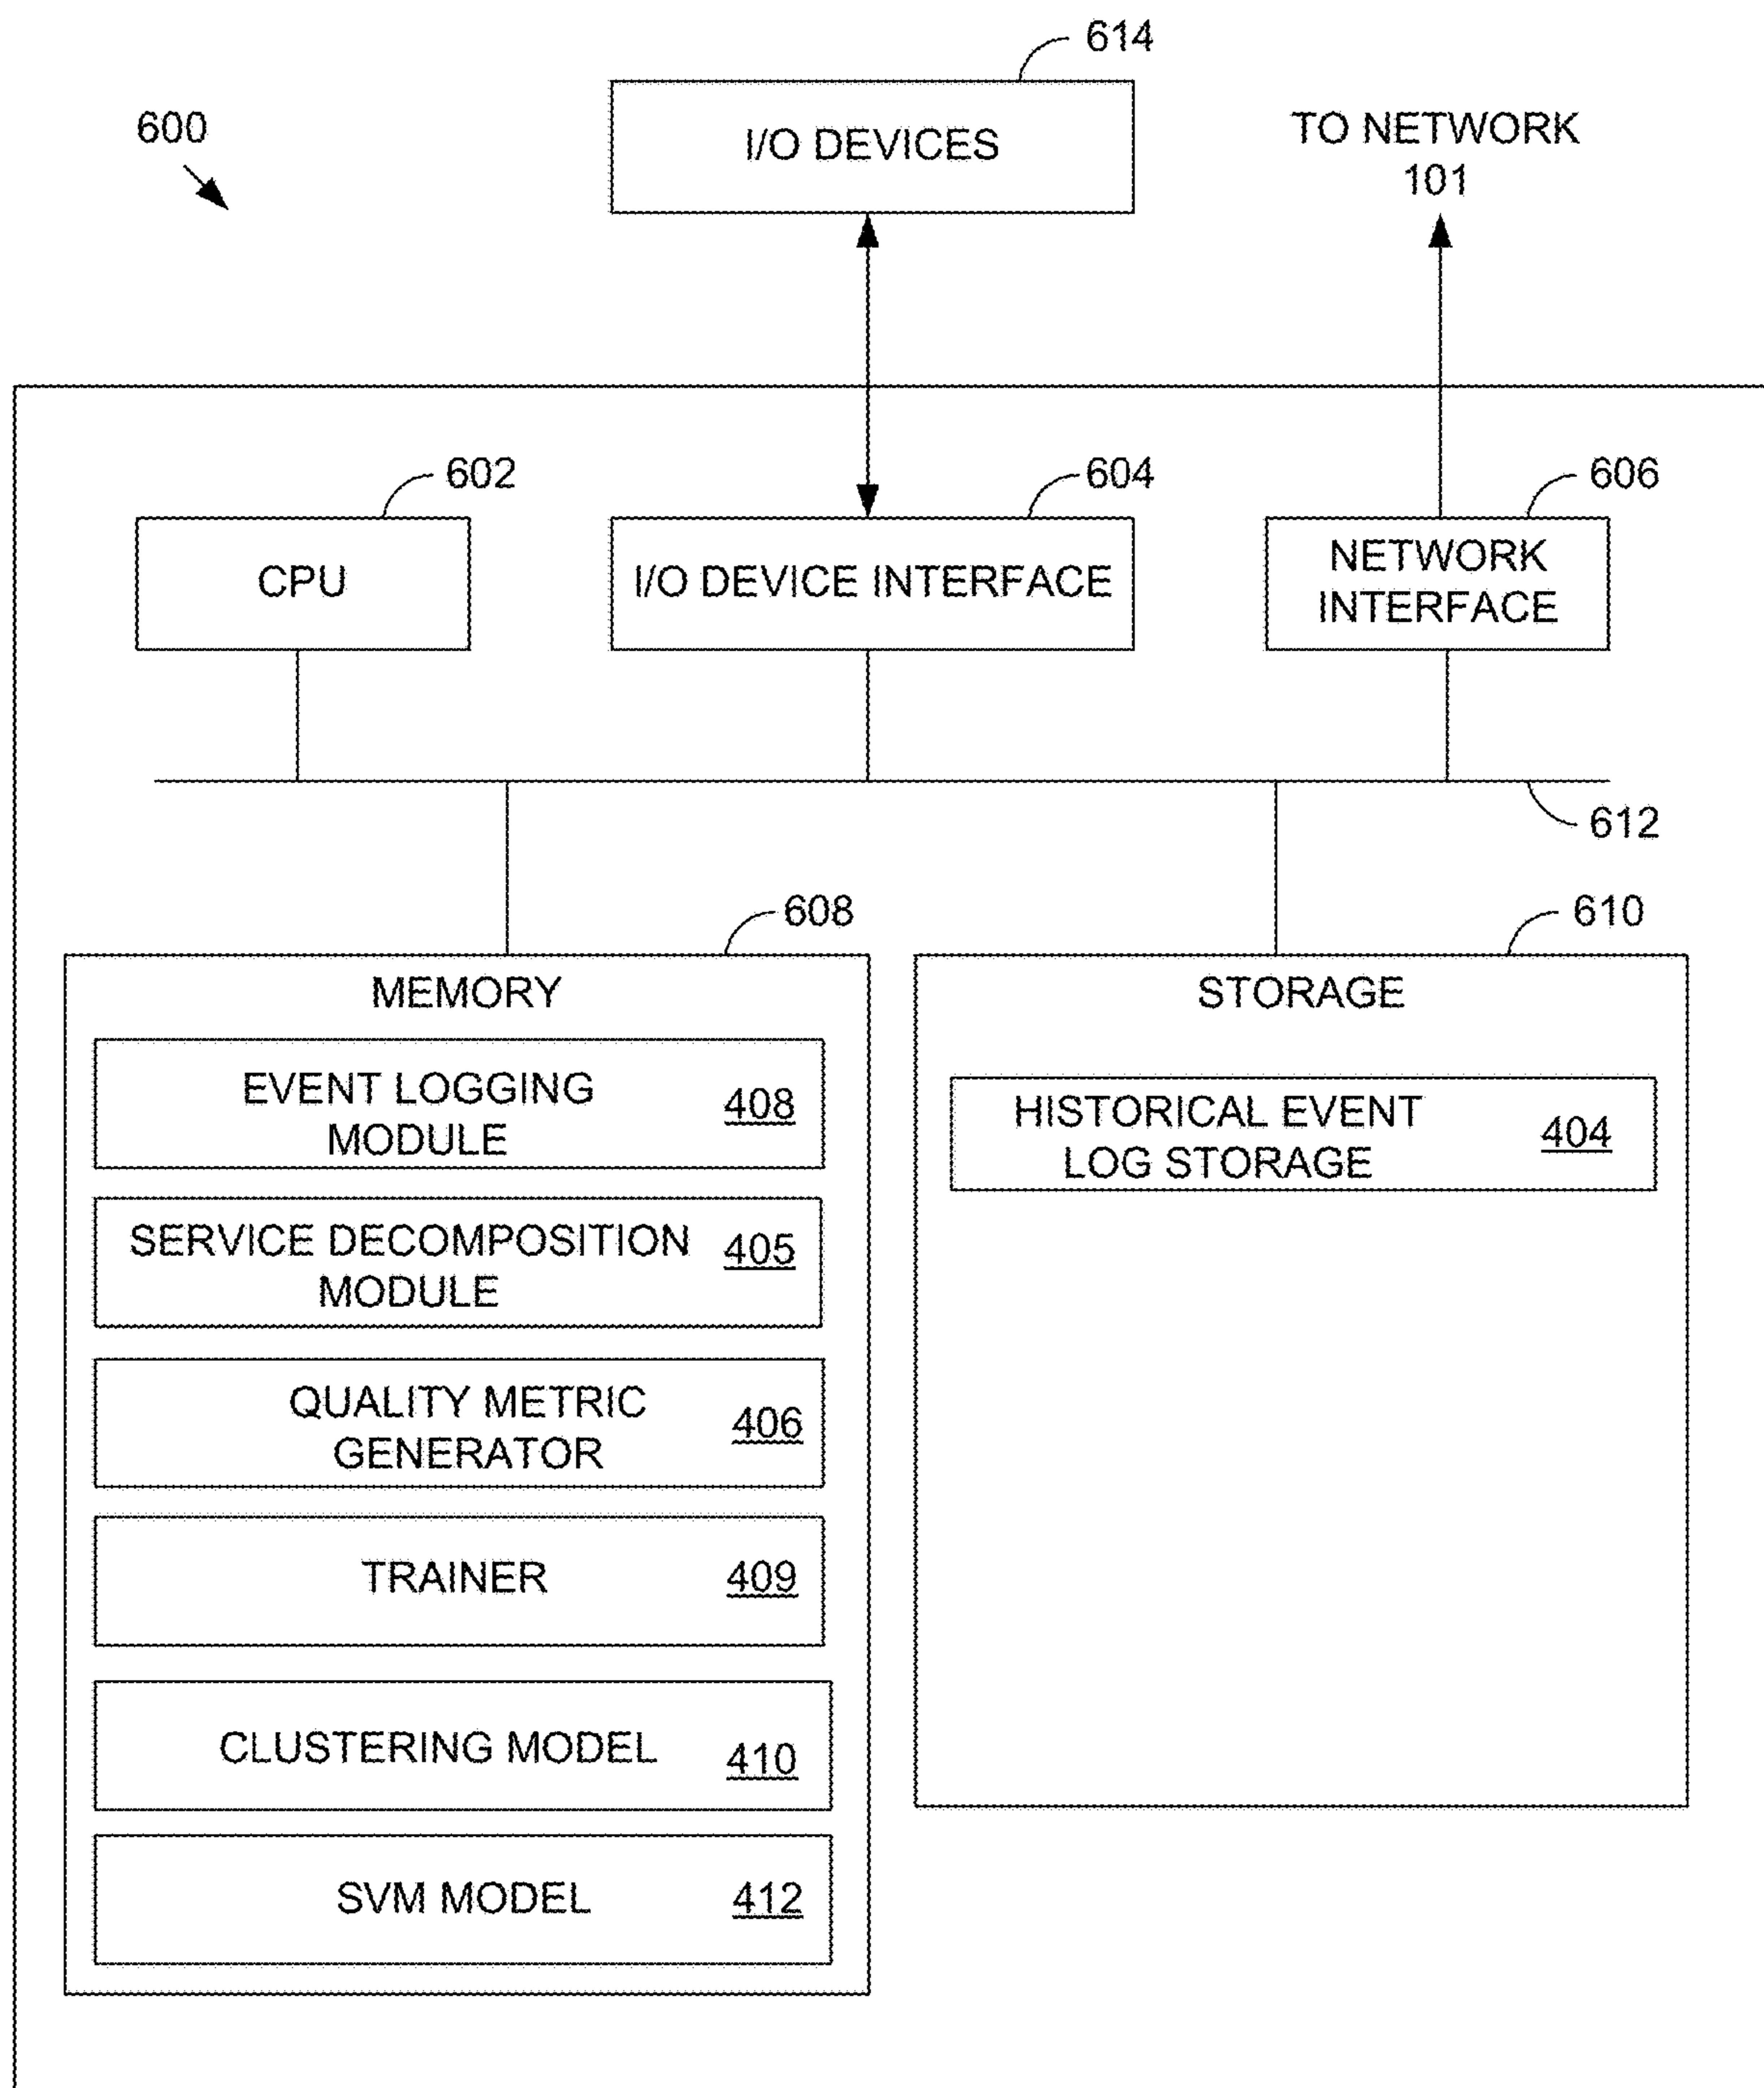 614
600
I/O DEVICES
TO NETWORK
101
602
604
606
CPU
I/O DEVICE INTERFACE
NETWORK
INTERFACE
612
608
610
MEMORY
EVENT LOGGING
MODULE
408
SERVICE DECOMPOSITION
MODULE
405
QUALITY METRIC
GENERATOR
406
TRAINER
409
CLUSTERING MODEL
410
SVM MODEL
412
STORAGE
HISTORICAL EVENT
LOG STORAGE
404